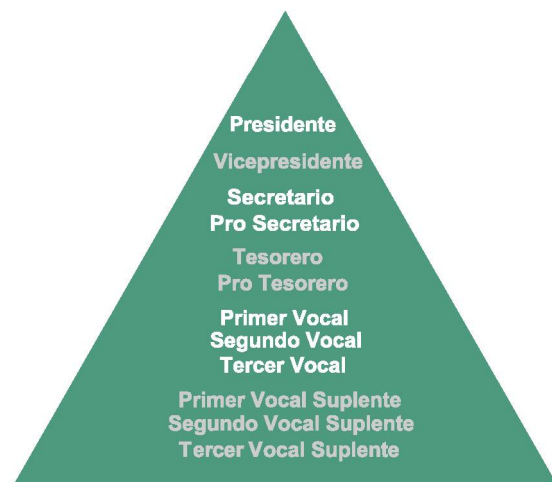 Presidente
Vicepresidente
Secretario
Pro Secretario
Tesorero
Pro Tesorero
Primer Vocal
Segundo Vocal
Tercer Vocal
Primer Vocal Suplente
Segundo Vocal Suplente
Tercer Vocal Suplente